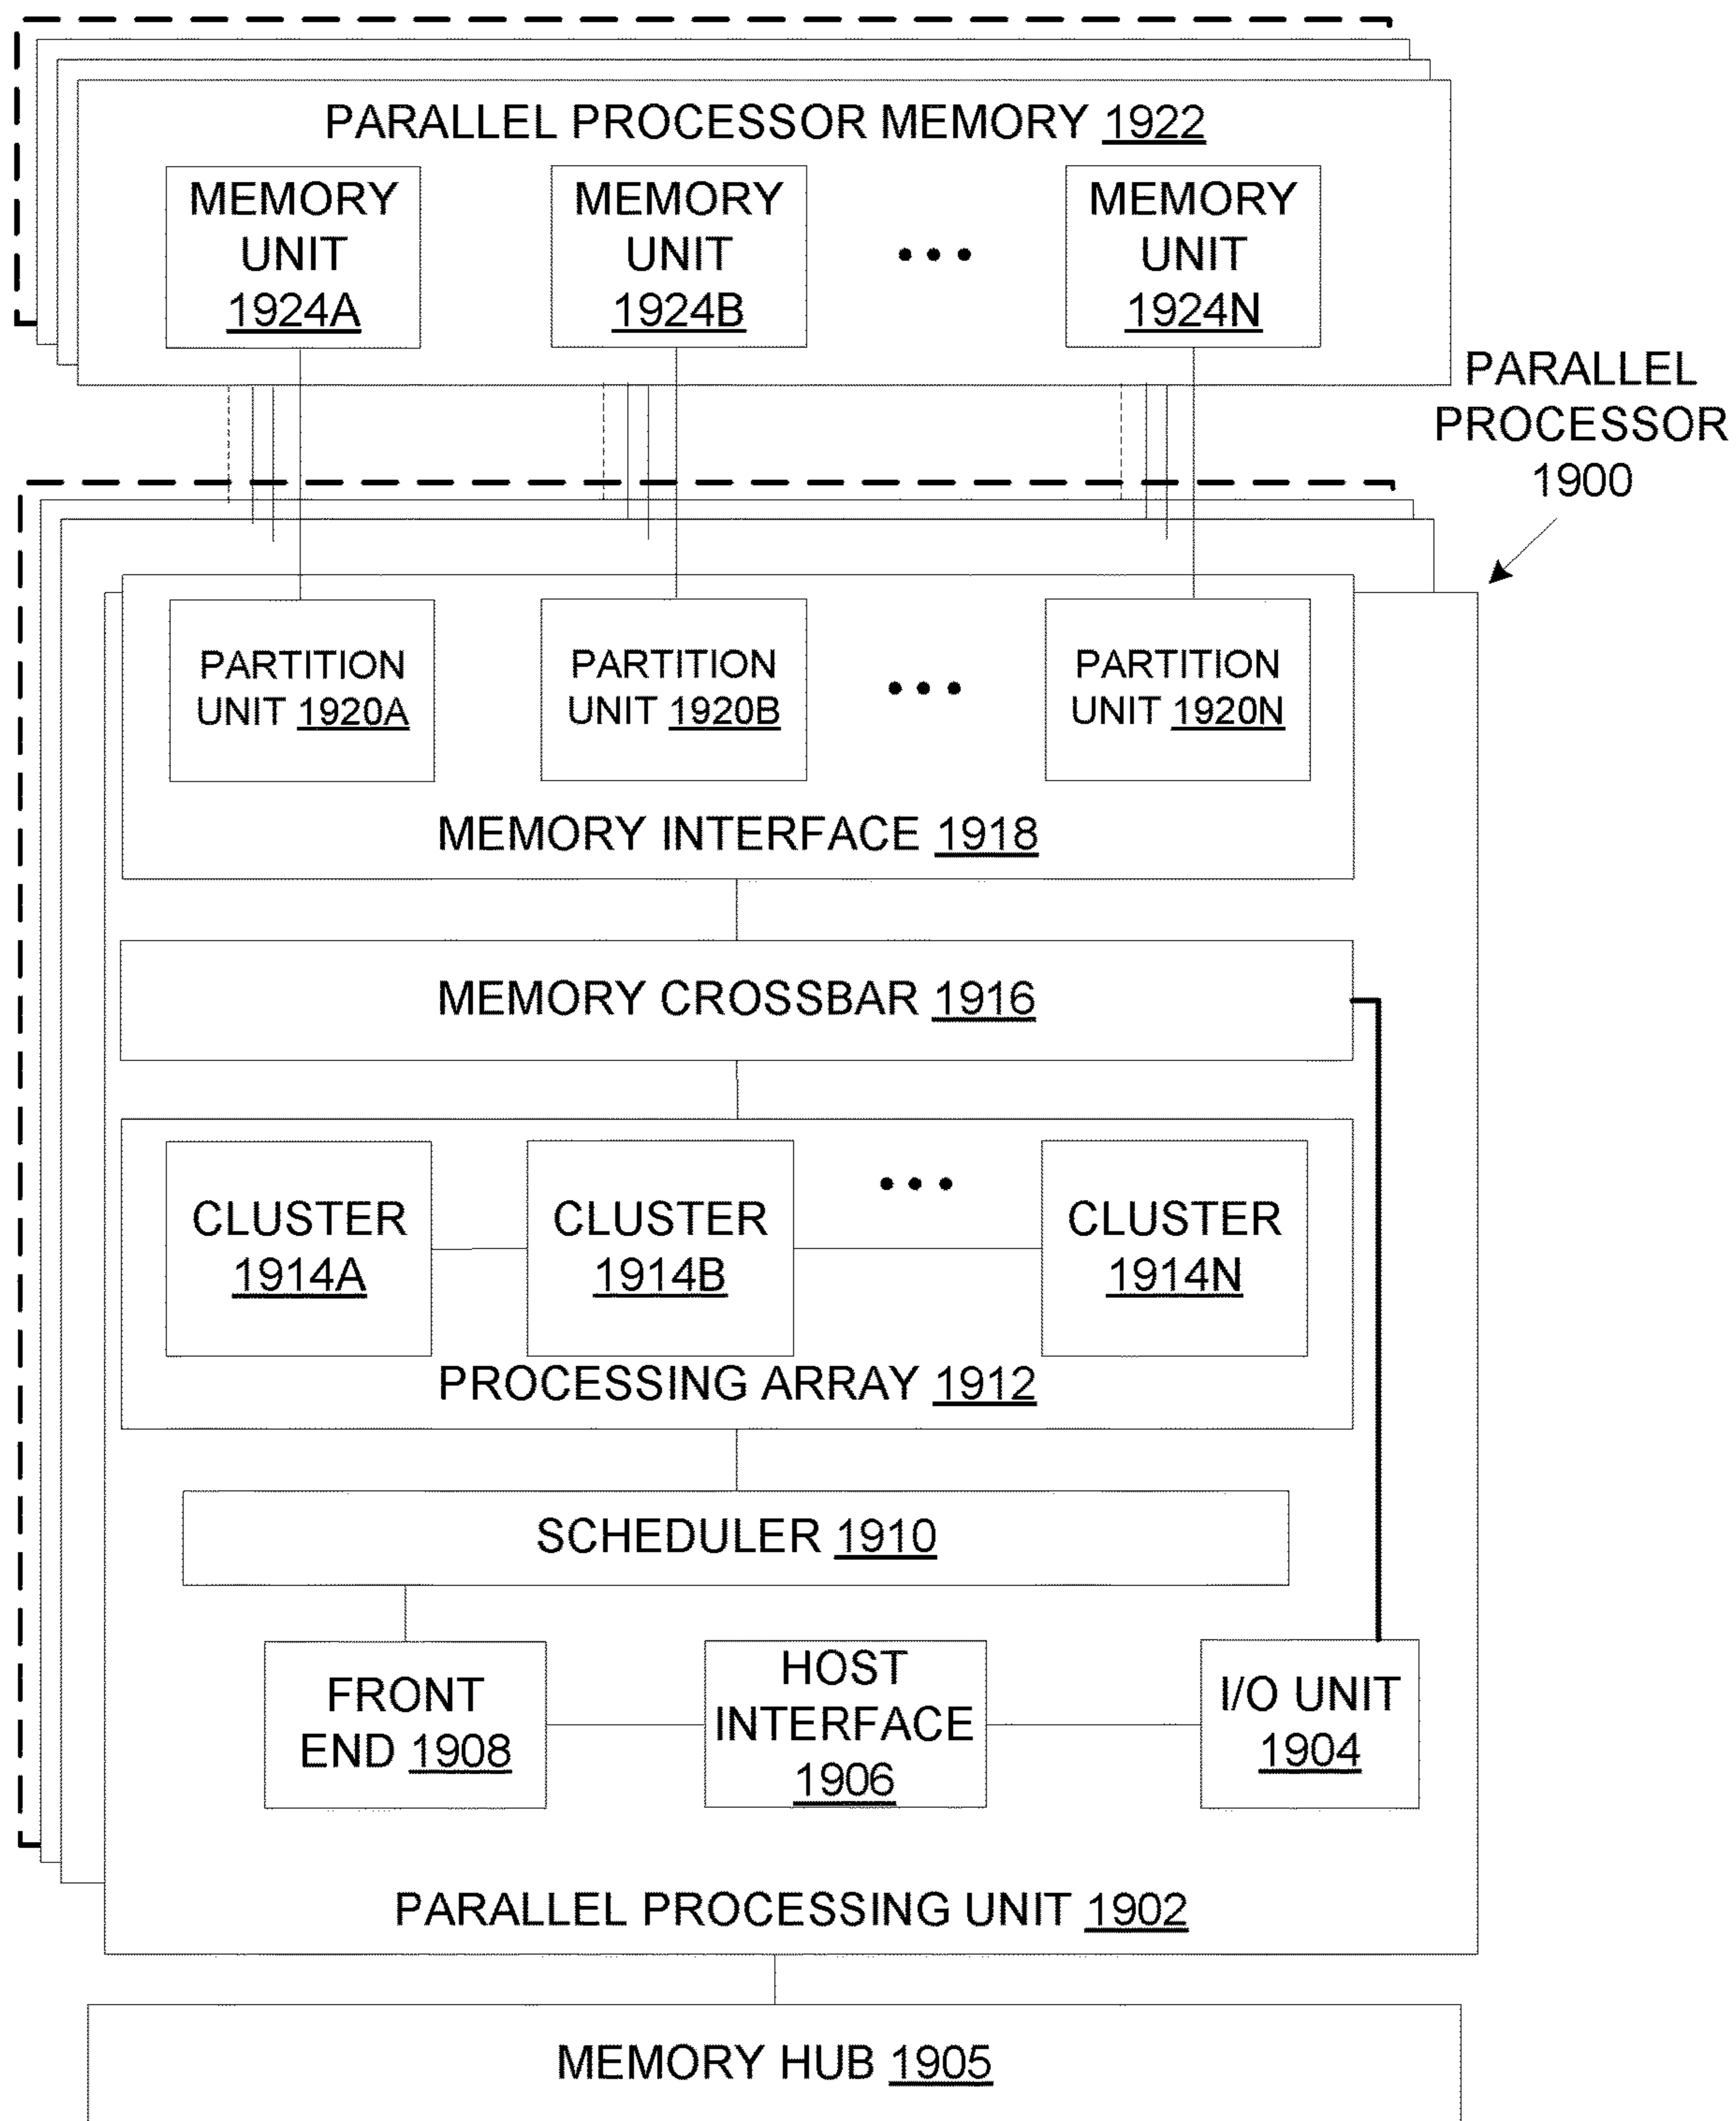 PARALLEL PROCESSOR MEMORY 1922
MEMORY
UNIT
1924A
MEMORY
UNIT
1924B
• • •
MEMORY
UNIT
1924N
PARALLEL
PROCESSOR
1900
PARTITION
UNIT 1920A
PARTITION
UNIT 1920B
• • •
PARTITION
UNIT 1920N
MEMORY INTERFACE 1918
MEMORY CROSSBAR 1916
CLUSTER
1914A
CLUSTER
1914B
• • •
CLUSTER
1914N
PROCESSING ARRAY 1912
SCHEDULER 1910
FRONT
END 1908
HOST
INTERFACE
1906
I/O UNIT
1904
PARALLEL PROCESSING UNIT 1902
MEMORY HUB 1905